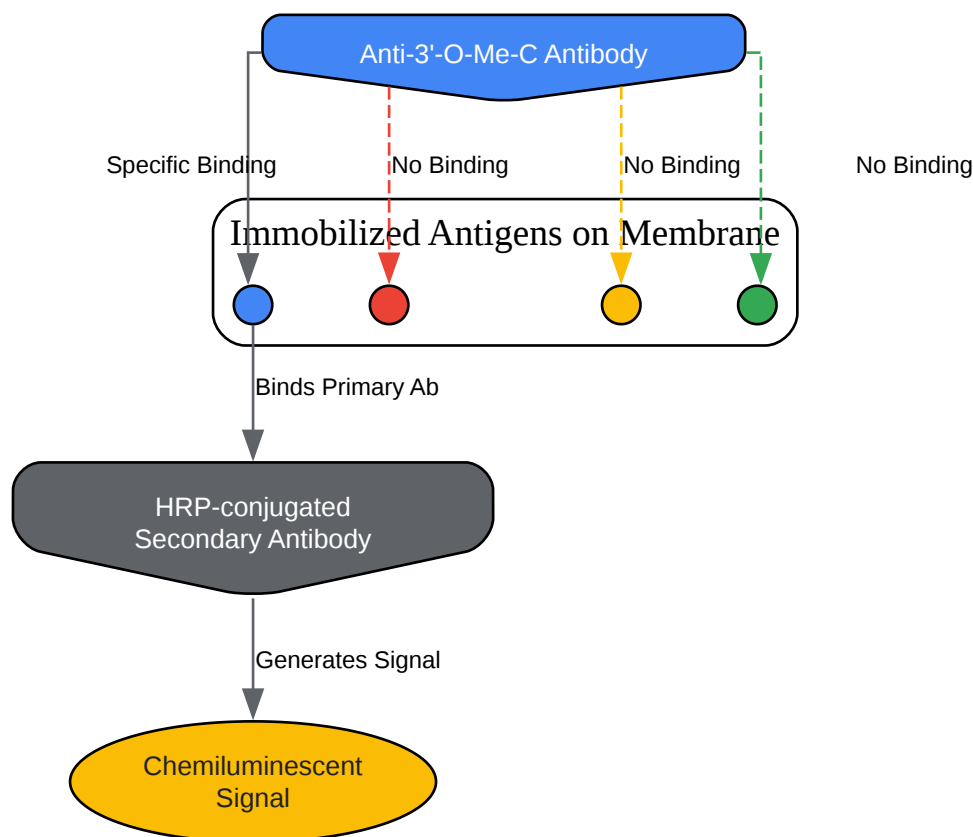 Anti-3'-O-Me-C Antibody
Specific Binding
No Binding
No Binding
No Binding
Immobilized Antigens on Membrane
Binds Primary Ab
HRP-conjugated
Secondary Antibody
Generates Signal
Chemiluminescent
Signal